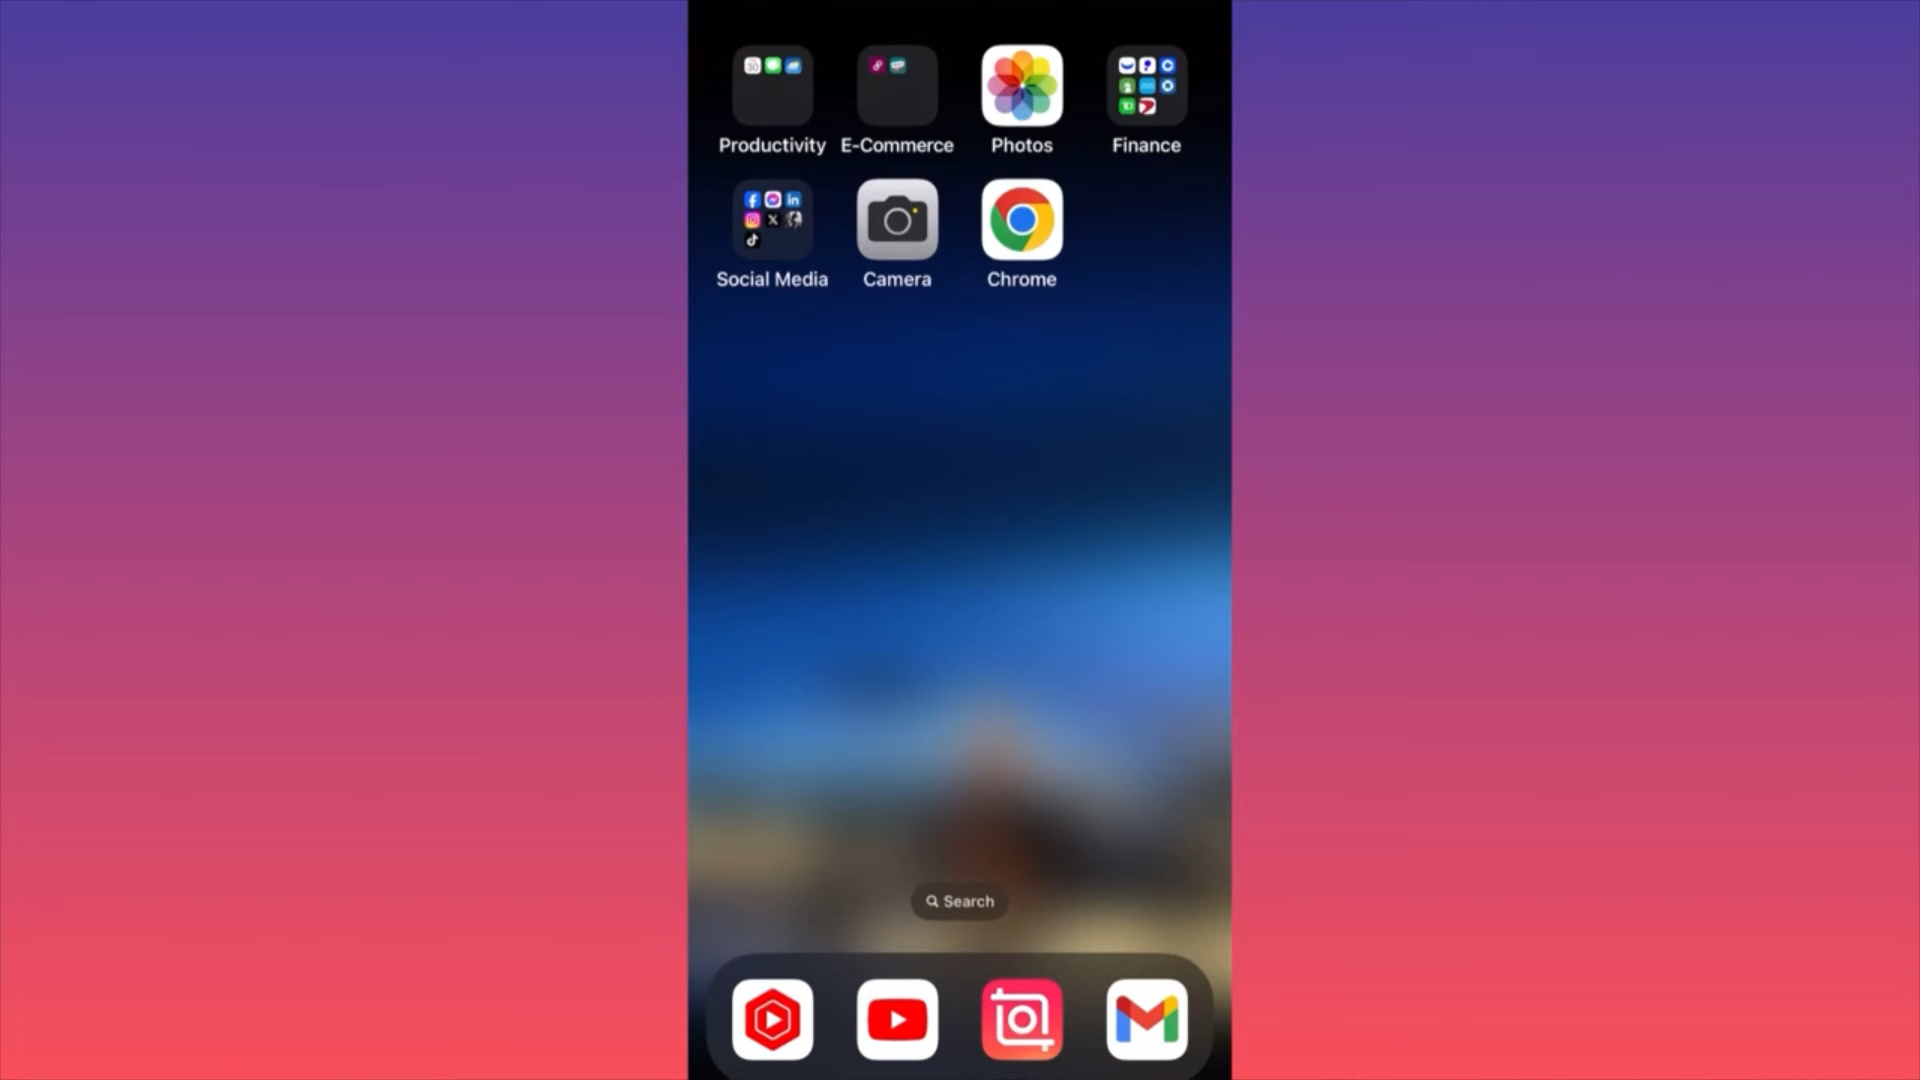 Productivity
E-Commerce
Photos
Finance
Social Media
Camera
Chrome
Search